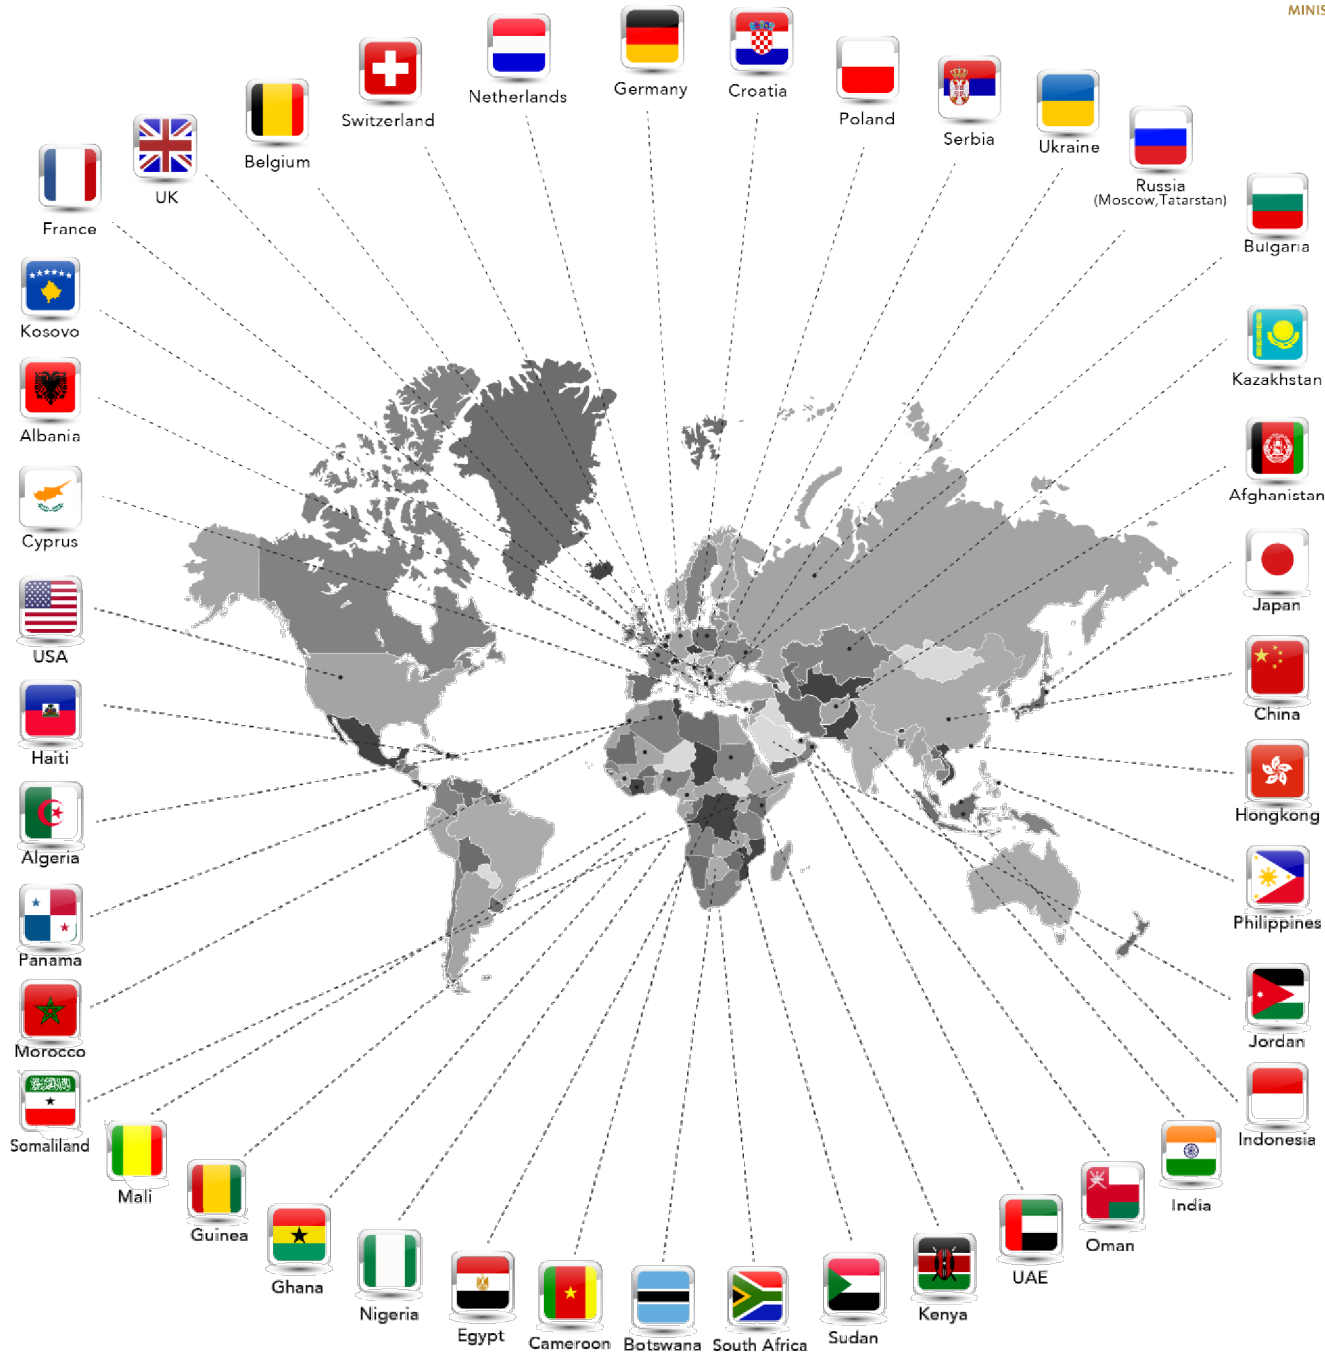 MINIS
Germany
Croatia
Netherlands
Poland
Switzerland
Serbia
Ukraine
Belgium
Russia
(Moscow,Tatarstan)
UK
France
Bulgaria
Kosovo
Kazakhstan
Albania
Afghanistan
Cyprus
Japan
USA
China
Haiti
Hongkong
Algeria
Philippines
Panama
Jordan
Morocco
Indonesia
Somaliland
Mali
India
Guinea
Oman
Ghana
UAE
Nigeria
Kenya
Egypt
Cameroon
Botswana
South Africa
Sudan